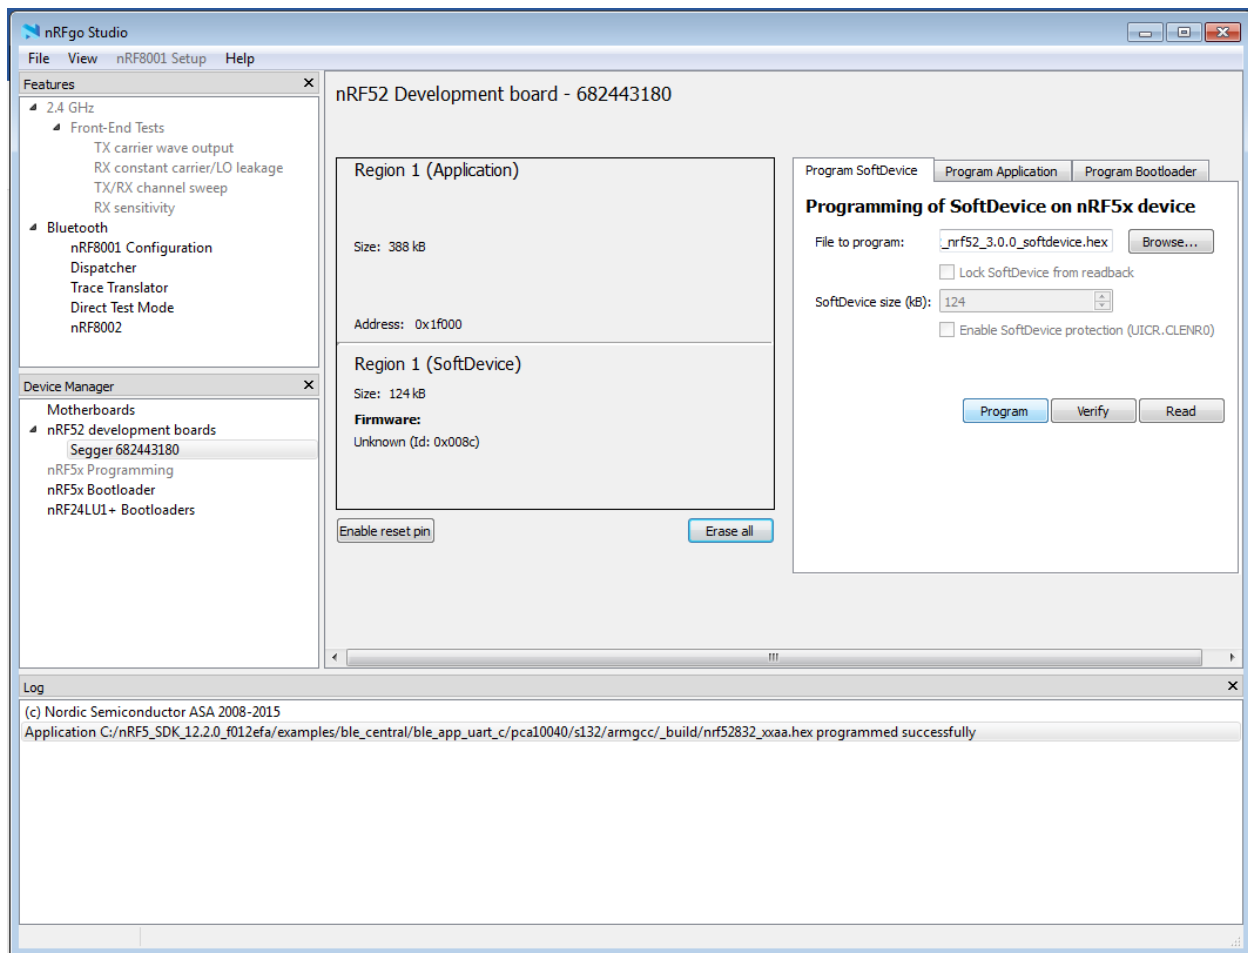 nRFgo Studio
File View nRF8001 Setup Help
Features
2.4 GHz
Front-End Tests
TX carrier wave output
RX constant carrier/LO leakage
TX/RX channel sweep
RX sensitivity
Bluetooth
nRF8001 Configuration
Dispatcher
Trace Translator
Direct Test Mode
nRF8002
Device Manager
Motherboards
nRF52 development boards
Segger 682443180
nRF5x Programming
nRF5x Bootloader
nRF24LU1+ Bootloaders
nRF52 Development board - 682443180
Region 1 (Application)
Size: 388 kB
Address: 0x1f000
Region 1 (SoftDevice)
Size: 124 kB
Firmware:
Unknown (Id: 0x008c)
Enable reset pin
Erase all
Program SoftDevice Program Application Program Bootloader
Programming of SoftDevice on nRF5x device
File to program: _nrf52_3.0.0_softdevice.hex Browse...
Lock SoftDevice from readback
SoftDevice size (kB): 124
Enable SoftDevice protection (UICR.CLENR0)
Program Verify Read
Log
(c) Nordic Semiconductor ASA 2008-2015
Application C:/nRF5_SDK_12.2.0_f012efa/examples/ble_central/ble_app_uart_c/pca10040/s132/armgcc/_build/nrf52832_xxaa.hex programmed successfully